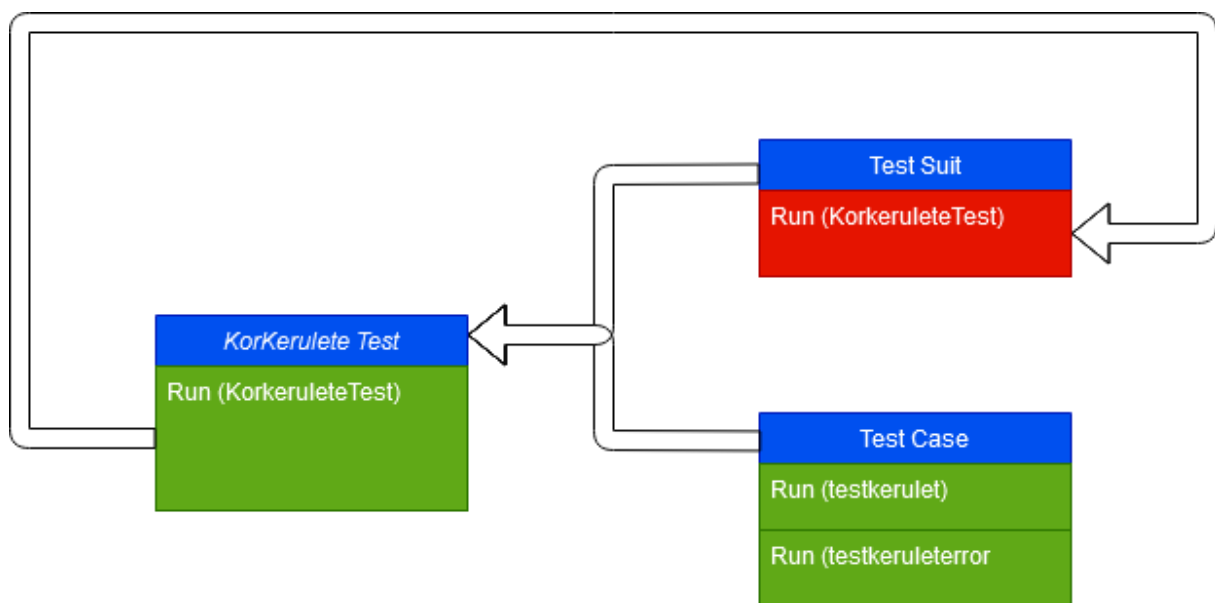 Test Suit
Run (KorkeruleteTest)
KorKerulete Test
Run (KorkeruleteTest)
Test Case
Run (testkerulet)
Run (testkeruleterror